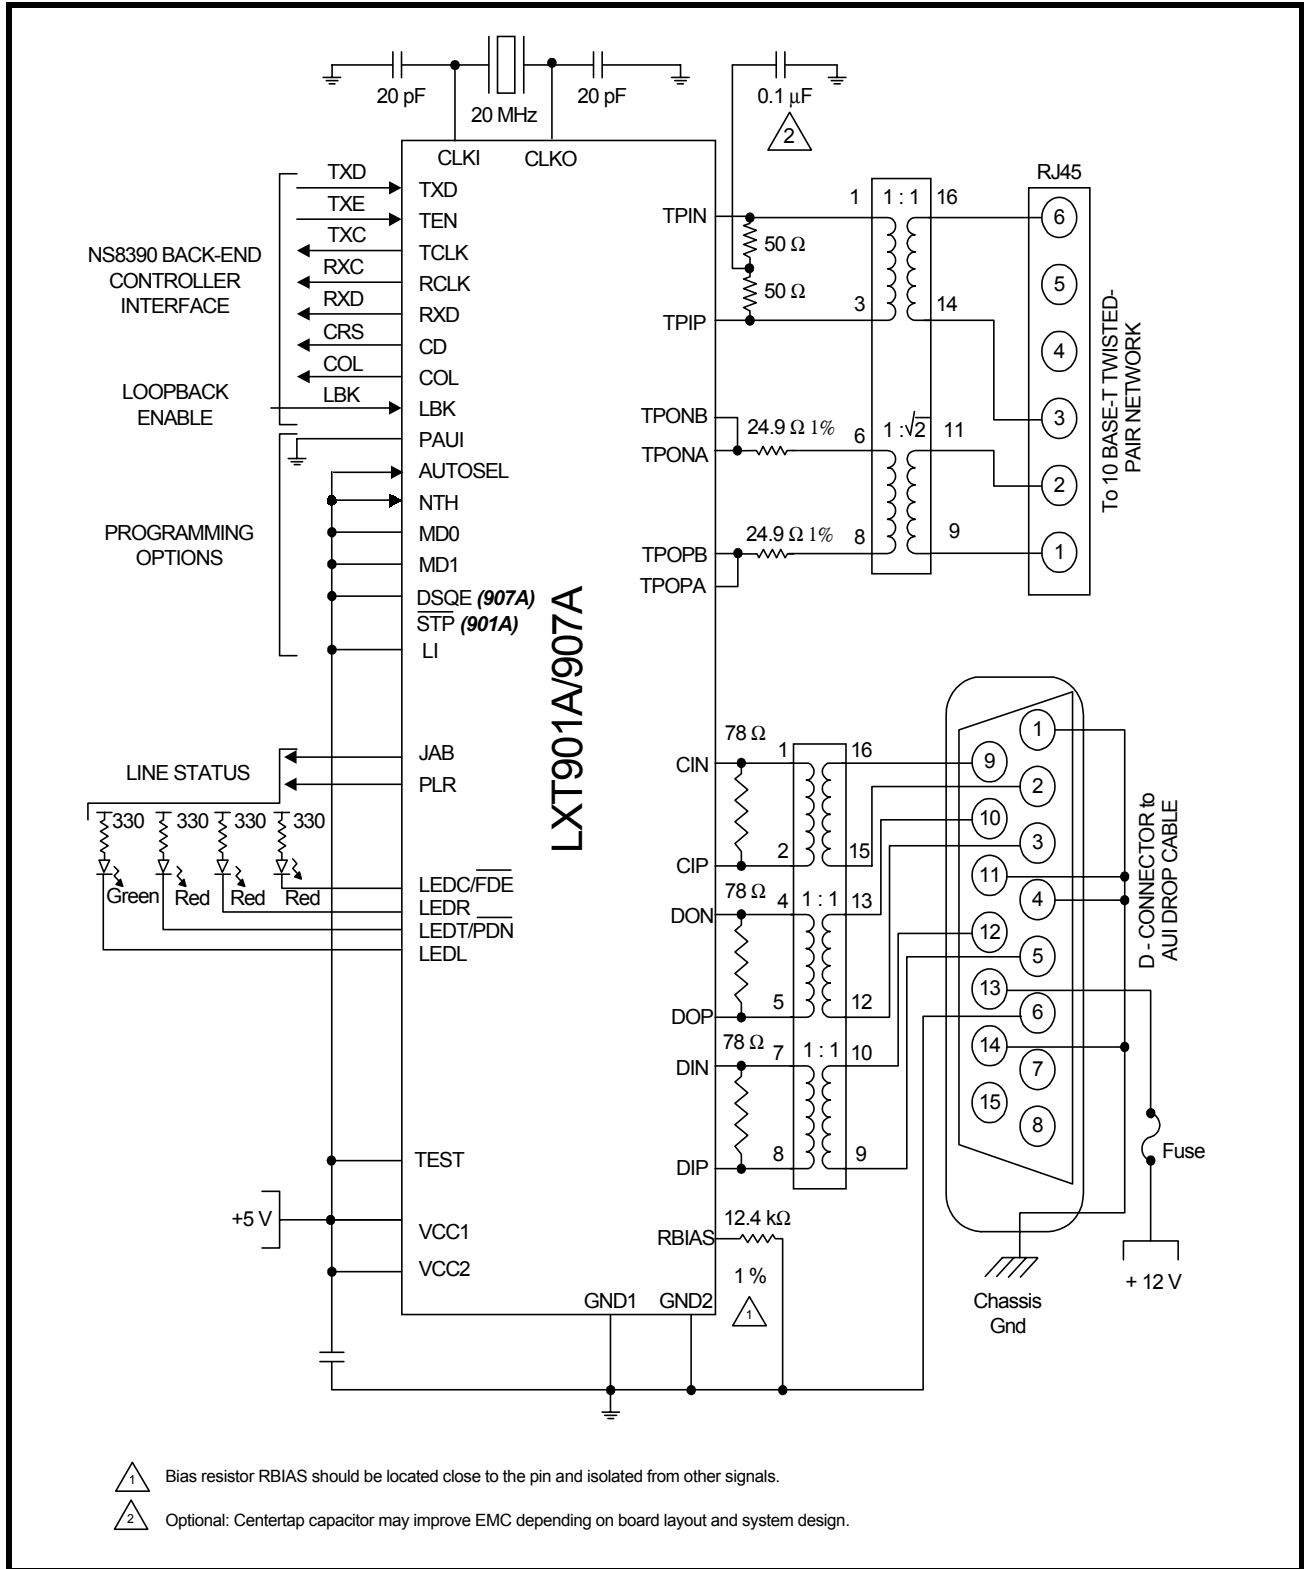 20 pF
20 MHz
20 pF
0.1 μF
2
CLKI
CLKO
NS8390 BACK-END
CONTROLLER
INTERFACE
TXD
TXE
TXC
RXC
RXD
CRS
COL
LBK
LOOPBACK
ENABLE
PROGRAMMING
OPTIONS
TXD
TEN
TCLK
RCLK
RXD
CD
COL
LBK
PAUI
AUTOSEL
NTH
MD0
MD1
DSQE (907A)
STP (901A)
LI
LXT901A/907A
TPIN
TPIP
50 Ω
50 Ω
1
1 : 1
16
3
14
TPONB
TPONA
24.9 Ω 1%
6
1:√2
11
TPOPB
TPOPA
24.9 Ω 1%
8
9
RJ45
6
5
4
3
2
1
To 10 BASE-T TWISTED-
PAIR NETWORK
LINE STATUS
JAB
PLR
330
330
330
330
Green
Red
Red
Red
LEDC/FDE
LEDR
LEDT/PDN
LEDL
CIN
CIP
78 Ω
1
16
2
15
DON
DOP
78 Ω
4
1 : 1
13
5
12
DIN
DIP
78 Ω
7
1 : 1
10
8
9
1
9
2
10
3
11
4
12
5
13
6
14
7
15
8
D - CONNECTOR to
AUI DROP CABLE
Fuse
+ 12 V
Chassis
Gnd
TEST
+5 V
VCC1
VCC2
RBIAS
12.4 kΩ
1 %
1
GND1
GND2
1 Bias resistor RBIAS should be located close to the pin and isolated from other signals.
2 Optional: Centertap capacitor may improve EMC depending on board layout and system design.